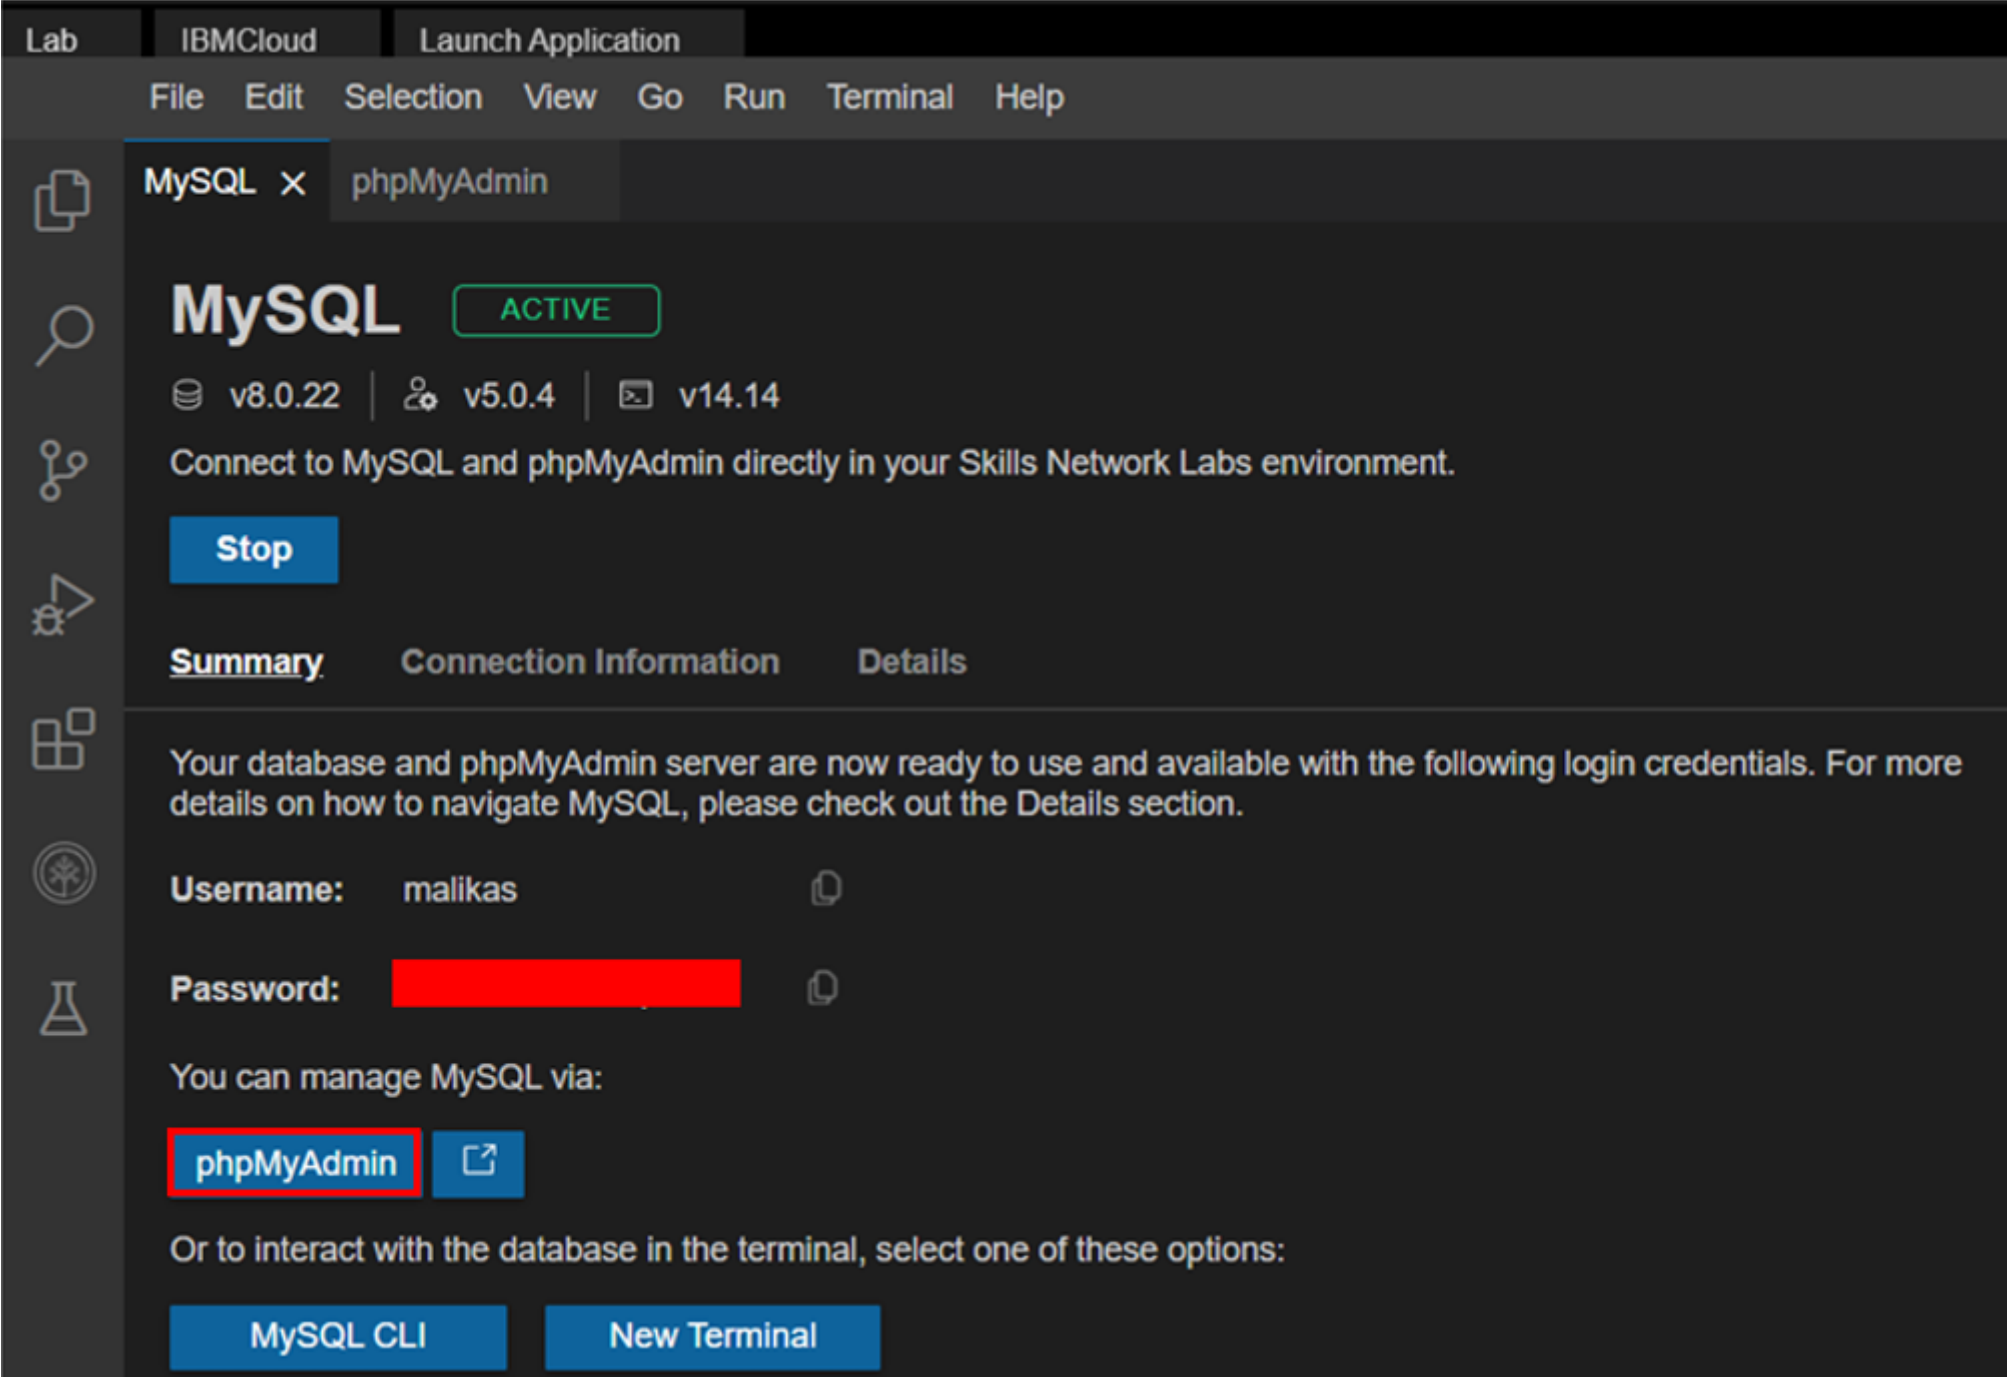 Lab IBMCloud Launch Application
File Edit Selection View Go Run Terminal Help
MySQL phpMyAdmin
MySQL ACTIVE
v8.0.22 v5.0.4 v14.14
Connect to MySQL and phpMyAdmin directly in your Skills Network Labs environment.
Stop
Summary Connection Information Details
Your database and phpMyAdmin server are now ready to use and available with the following login credentials. For more
details on how to navigate MySQL, please check out the Details section.
Username: malikas
Password:
You can manage MySQL via:
phpMyAdmin
Or to interact with the database in the terminal, select one of these options:
MySQL CLI New Terminal